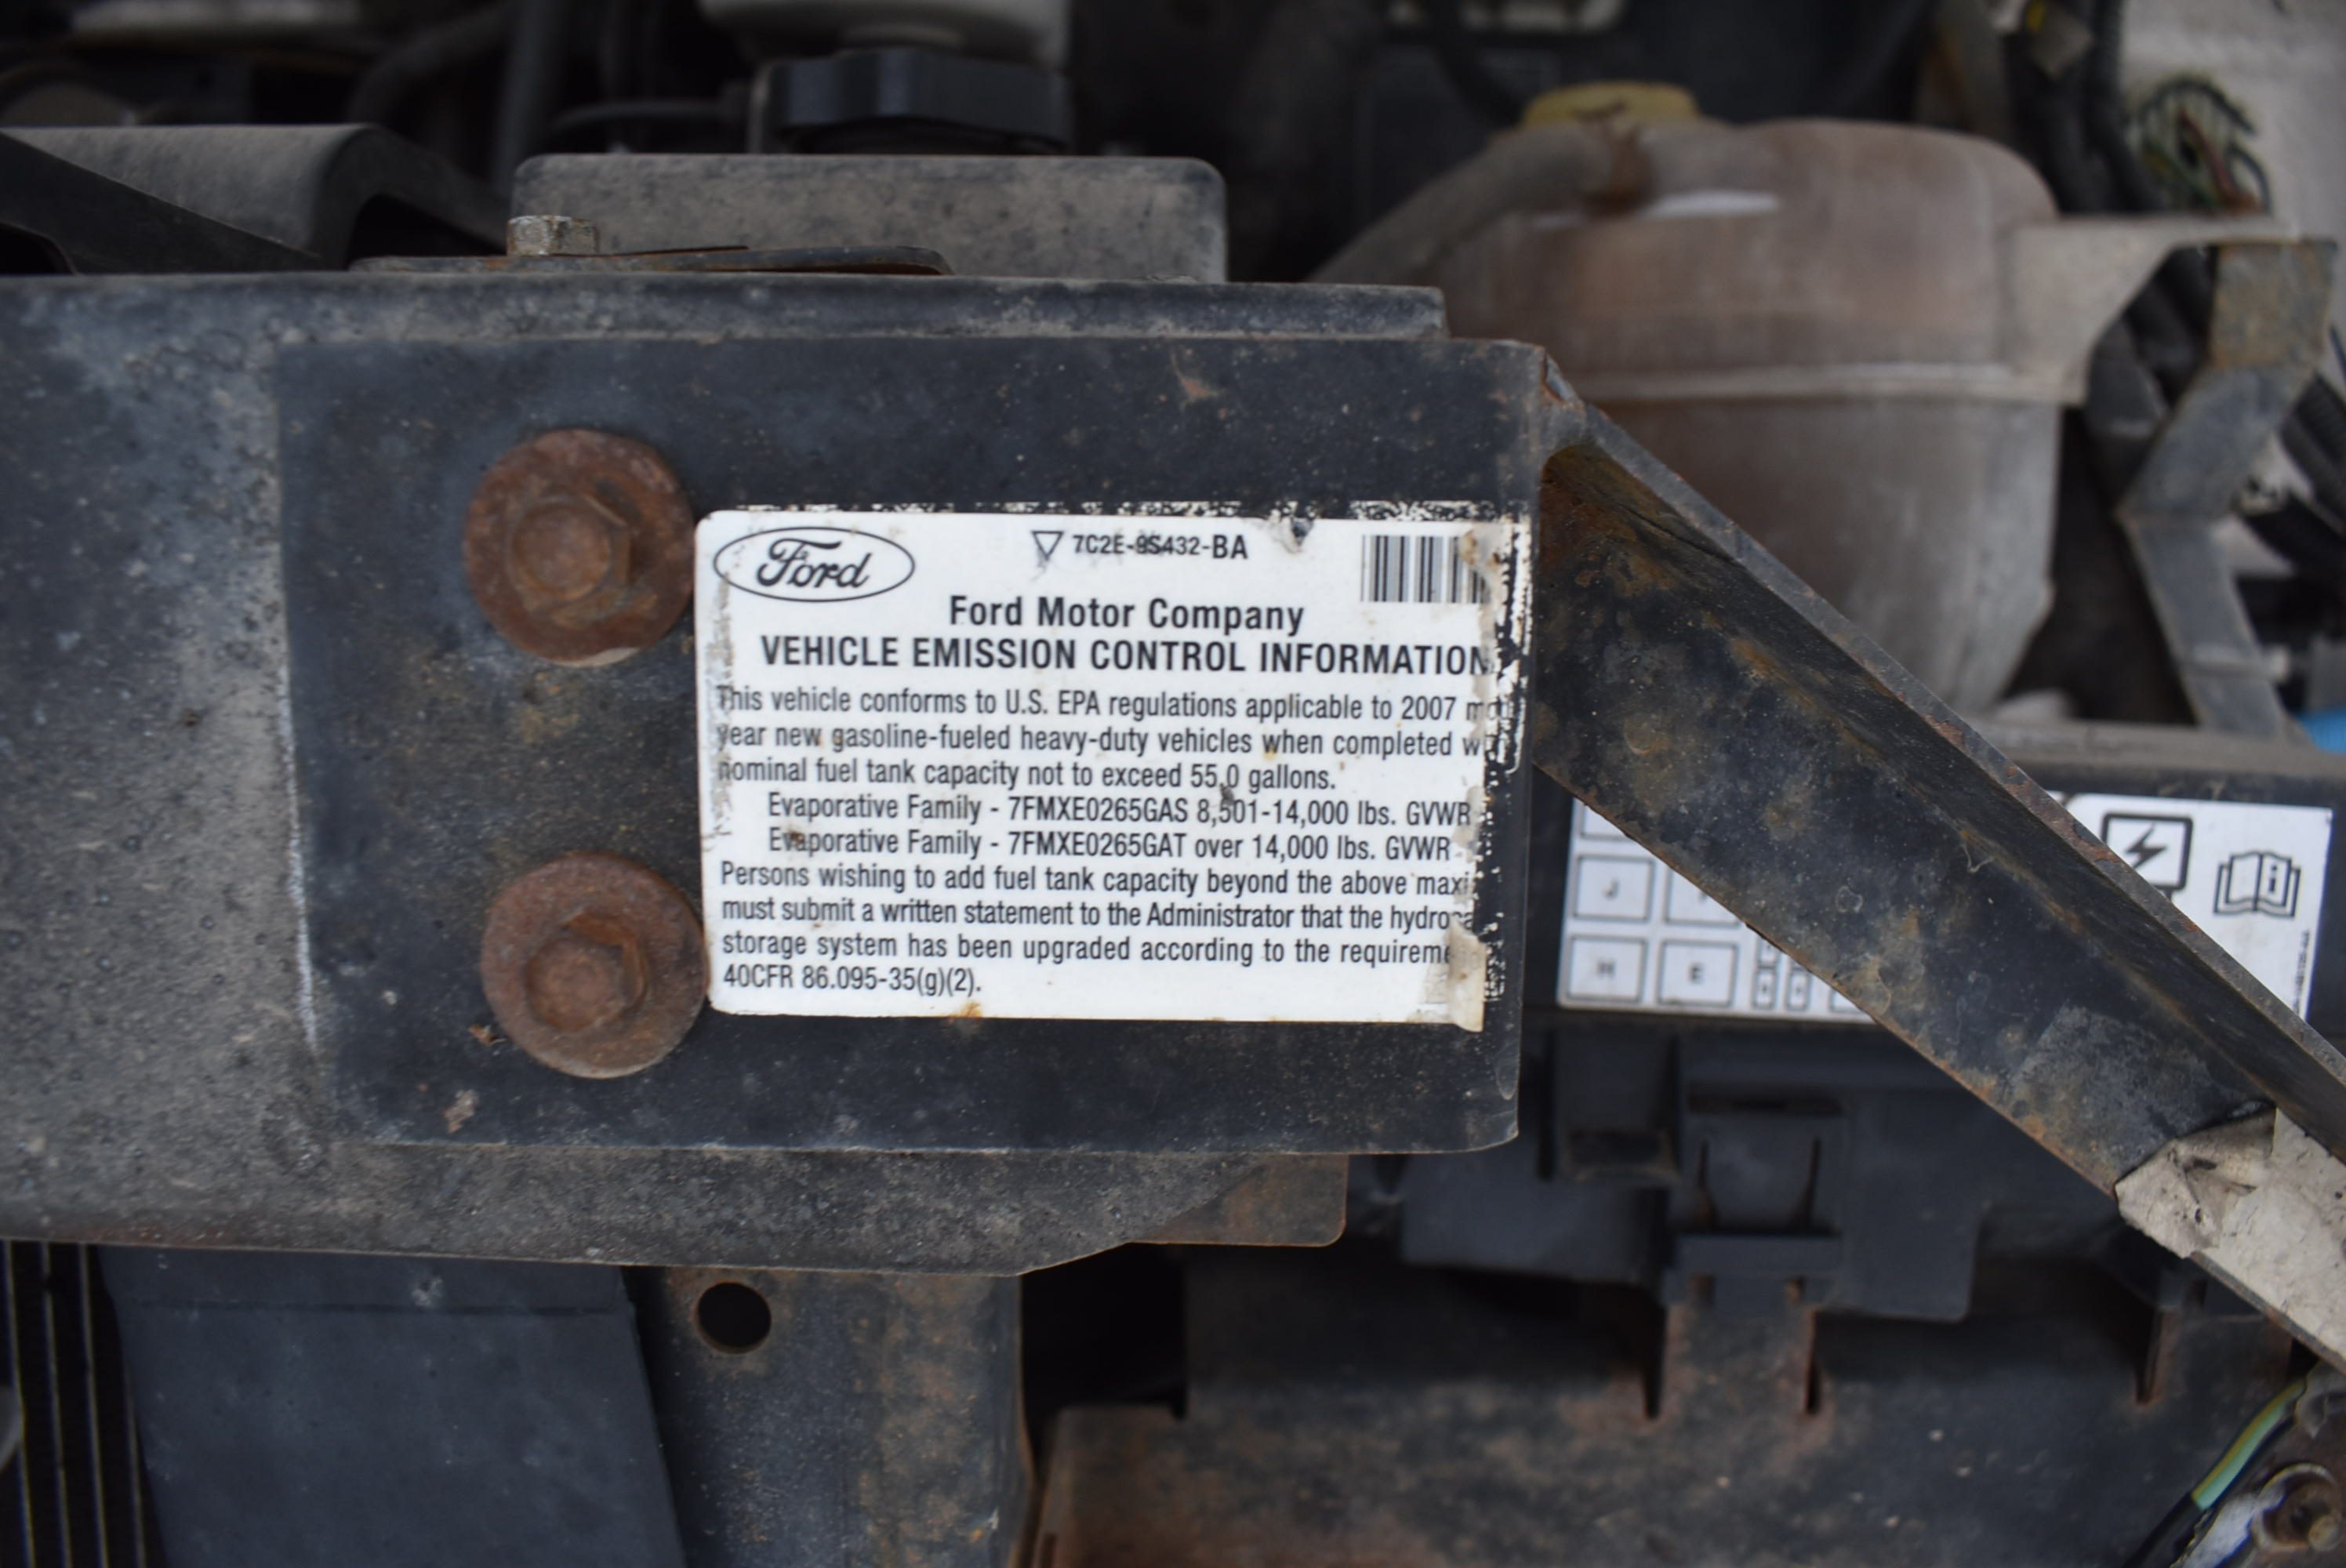 Ford
7C2E-9S432-BA
Ford Motor Company
VEHICLE EMISSION CONTROL INFORMATION
This vehicle conforms to U.S. EPA regulations applicable to 2007
year new gasoline-fueled heavy-duty vehicles when completed
nominal fuel tank capacity not to exceed 55.0 gallons.
Evaporative Family - 7FMXE0265GAS 8,501-14,000 lbs. GVWR
Evaporative Family - 7FMXE0265GAT over 14,000 lbs. GVWR
Persons wishing to add fuel tank capacity beyond the above
must submit a written statement to the Administrator that the
storage system has been upgraded according to the
40CFR 86.095-35(g)(2).
J
H E